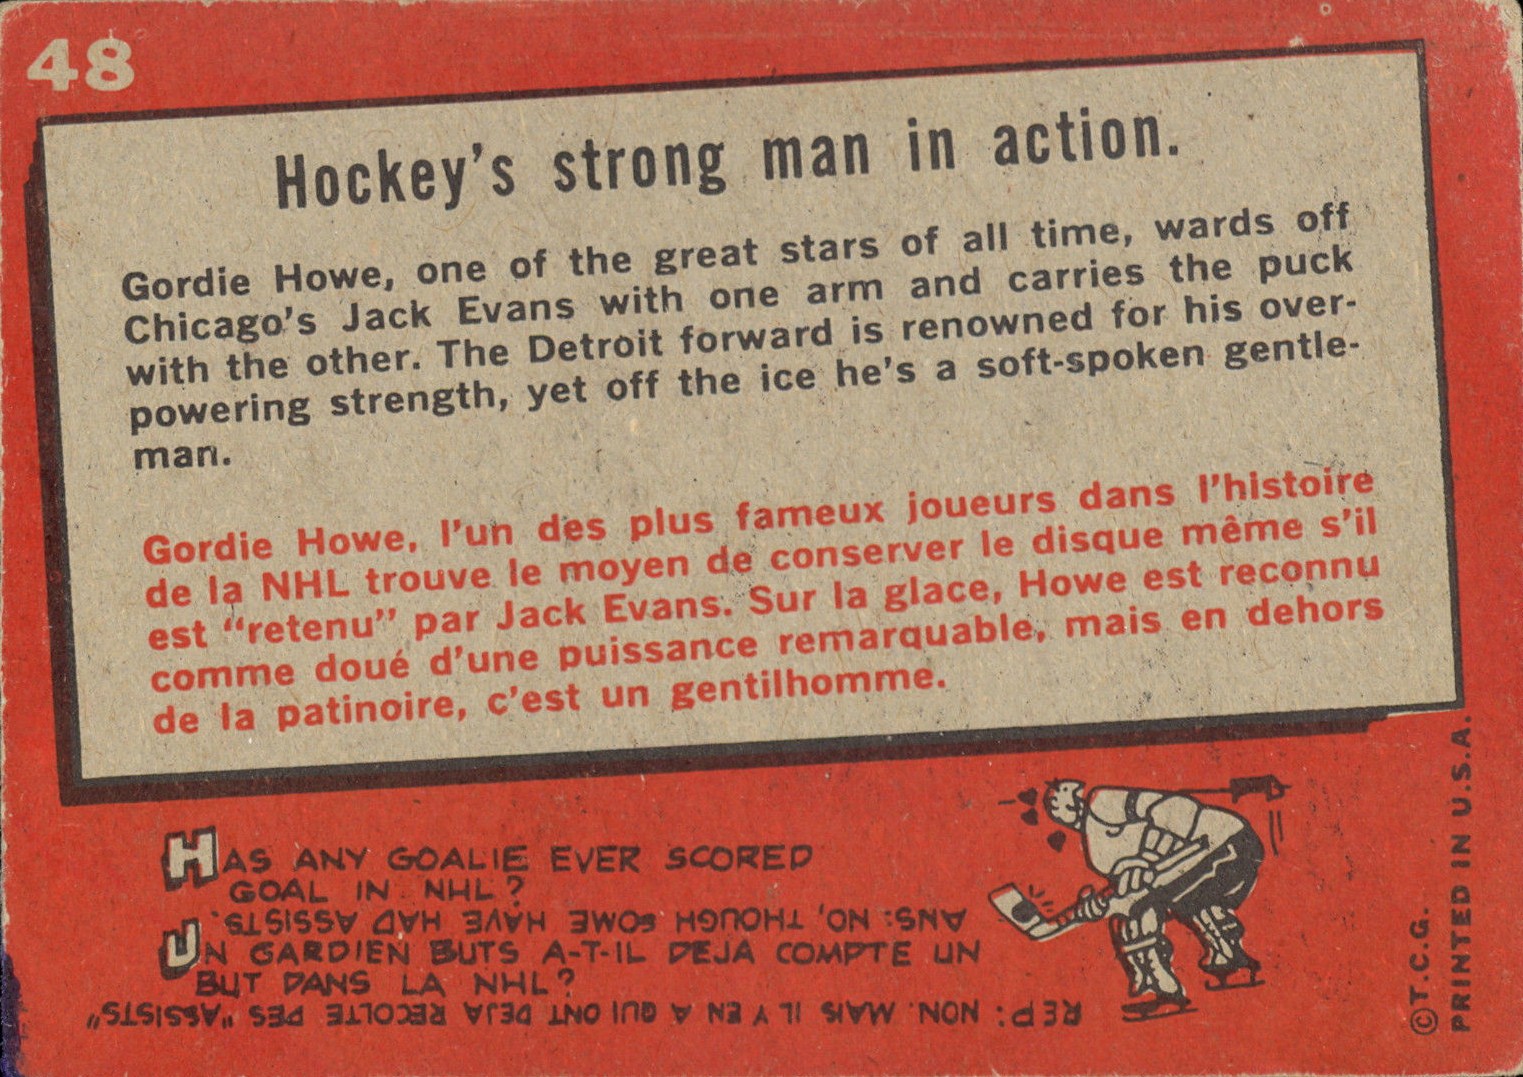 48
Hockey's strong man in action.
Gordie Howe, one of the great stars of all time, wards off
Chicago's Jack Evans with one arm and carries the puck
with the other. The Detroit forward is renowned for his over-
powering strength, yet off the ice he's a soft-spoken gentle-
man.
Gordie Howe, l'un des plus fameux joueurs dans l'histoire
de la NHL trouve le moyen de conserver le disque même s'il
est "retenu" par Jack Evans. Sur la glace, Howe est reconnu
comme doué d'une puissance remarquable, mais en dehors
de la patinoire, c'est un gentilhomme.
HAS ANY GOALIE EVER SCORED
GOAL IN NHL?
ANS: NO, THOUGH SOME HAVE HAD ASSISTS.
UN GARDIEN BUTS A-T-IL DEJA COMPTE UN
BUT DANS LA NHL?
REP: NON. MAIS IL Y EN A QUI ONT DEJA RECOLTE DES "ASSISTS"
©T.C.G.
PRINTED IN U.S.A.